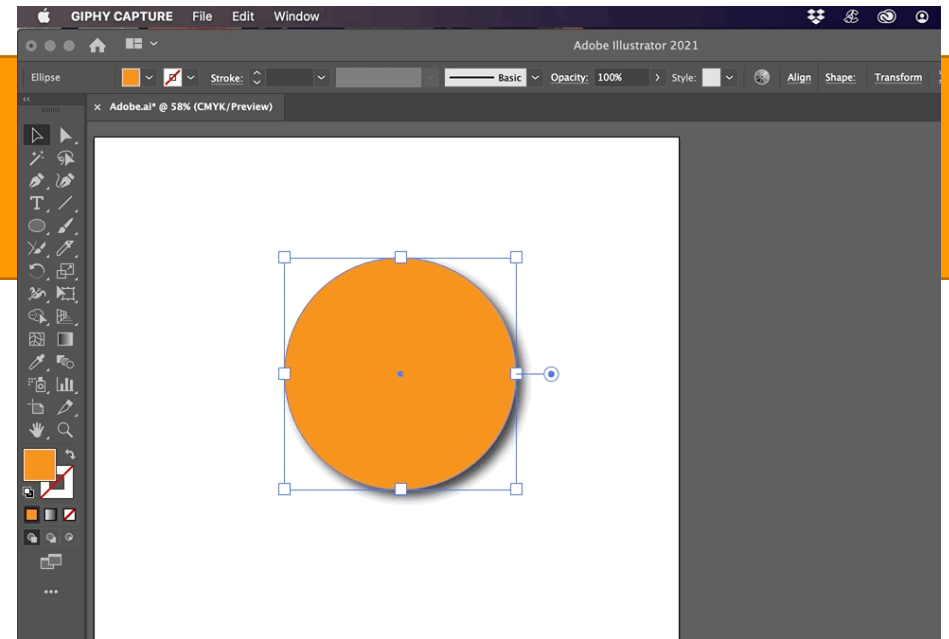 GIPHY CAPTURE File Edit Window
Adobe Illustrator 2021
Ellipse Stroke: Basic Opacity: 100% Style: Align Shape: Transform
× Adobe.ai* @ 58% (CMYK/Preview)